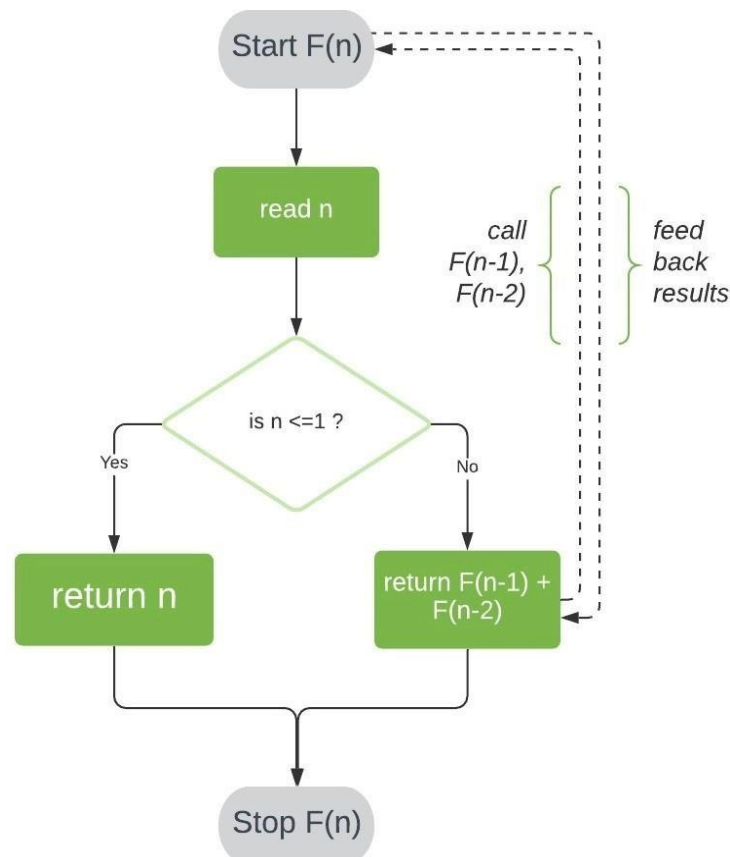 Start F(n)
read n
call
F(n-1),
F(n-2)
feed
back
results
is n <=1 ?
Yes
No
return n
return F(n-1) +
F(n-2)
Stop F(n)